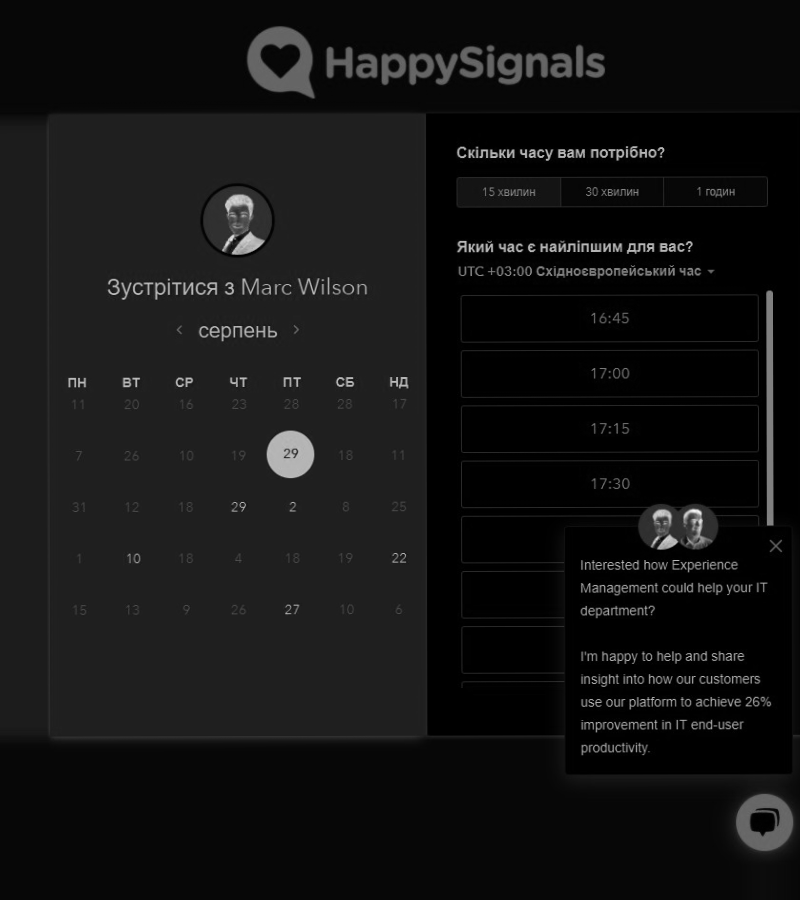 HappySignals
Зустрітися з Marc Wilson
серпень
ПН ВТ СР ЧТ ПТ СБ НД
11 20 16 23 28 28 17
7 26 10 19 29 18 11
31 12 18 29 2 8 25
1 10 18 4 18 19 22
15 13 9 26 27 10 6
Скільки часу вам потрібно?
15 хвилин 30 хвилин 1 годин
Який час є найліпшим для вас?
UTC +03:00 Східноєвропейський час
16:45
17:00
17:15
17:30
Interested how Experience
Management could help your IT
department?
I'm happy to help and share
insight into how our customers
use our platform to achieve 26%
improvement in IT end-user
productivity.